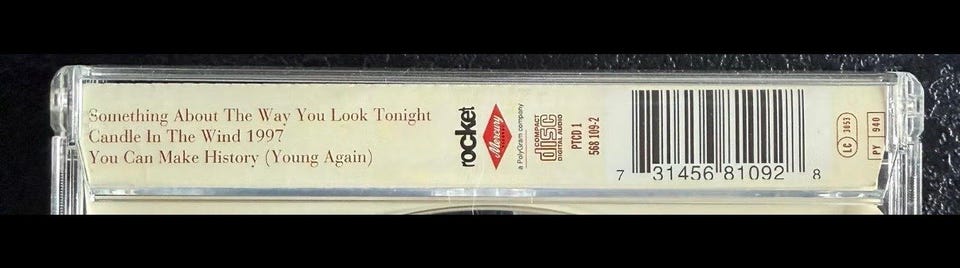 Something About The Way You Look Tonight
Candle In The Wind 1997
You Can Make History (Young Again)
rocket
Mercury
a PolyGram company
COMPACT
disc
DIGITAL AUDIO
PTCD 1
568 109-2
7 31456 81092 8
LC 3053
PY 940